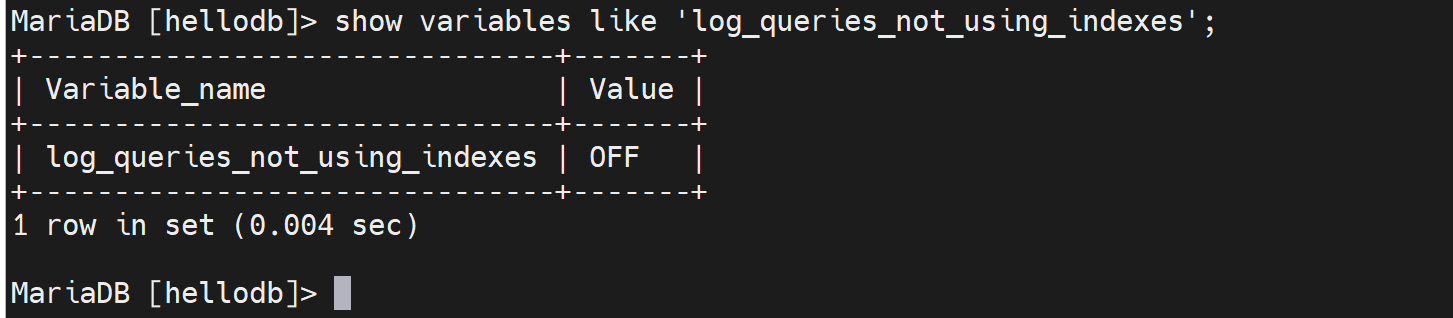 MariaDB [hellodb]> show variables like 'log_queries_not_using_indexes';
+-------------------------------+-------+
| Variable_name                 | Value |
+-------------------------------+-------+
| log_queries_not_using_indexes | OFF   |
+-------------------------------+-------+
1 row in set (0.004 sec)
MariaDB [hellodb]>